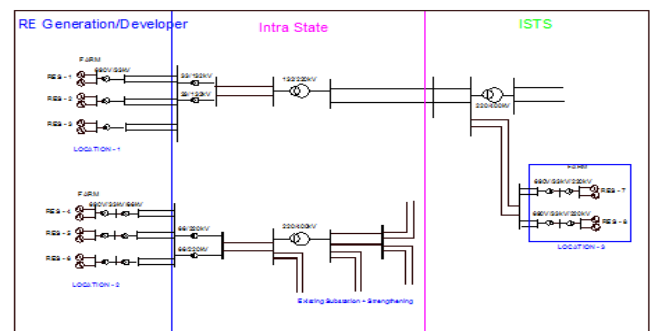 RE Generation/Developer
Intra State
ISTS
FARM
690V/33kV
RES - 1
33/132kV
132/220kV
RES - 2
33/132kV
220/400kV
RES - 3
LOCATION - 1
FARM
690V/33kV/220kV
RES - 7
FARM
690V/33kV/66kV
RES - 4
690V/33kV/220kV
RES - 8
66/220kV
220/400kV
RES - 5
LOCATION - 3
66/220kV
RES - 6
LOCATION - 2
Existing Substation + Strengthening